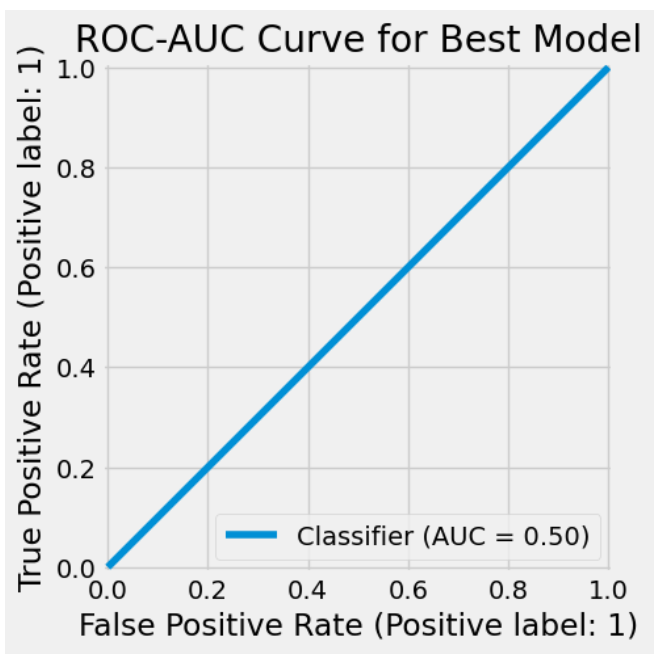 ROC-AUC Curve for Best Model
True Positive Rate (Positive label: 1)
1.0
0.8
0.6
0.4
0.2
0.0
Classifier (AUC = 0.50)
0.0 0.2 0.4 0.6 0.8 1.0
False Positive Rate (Positive label: 1)